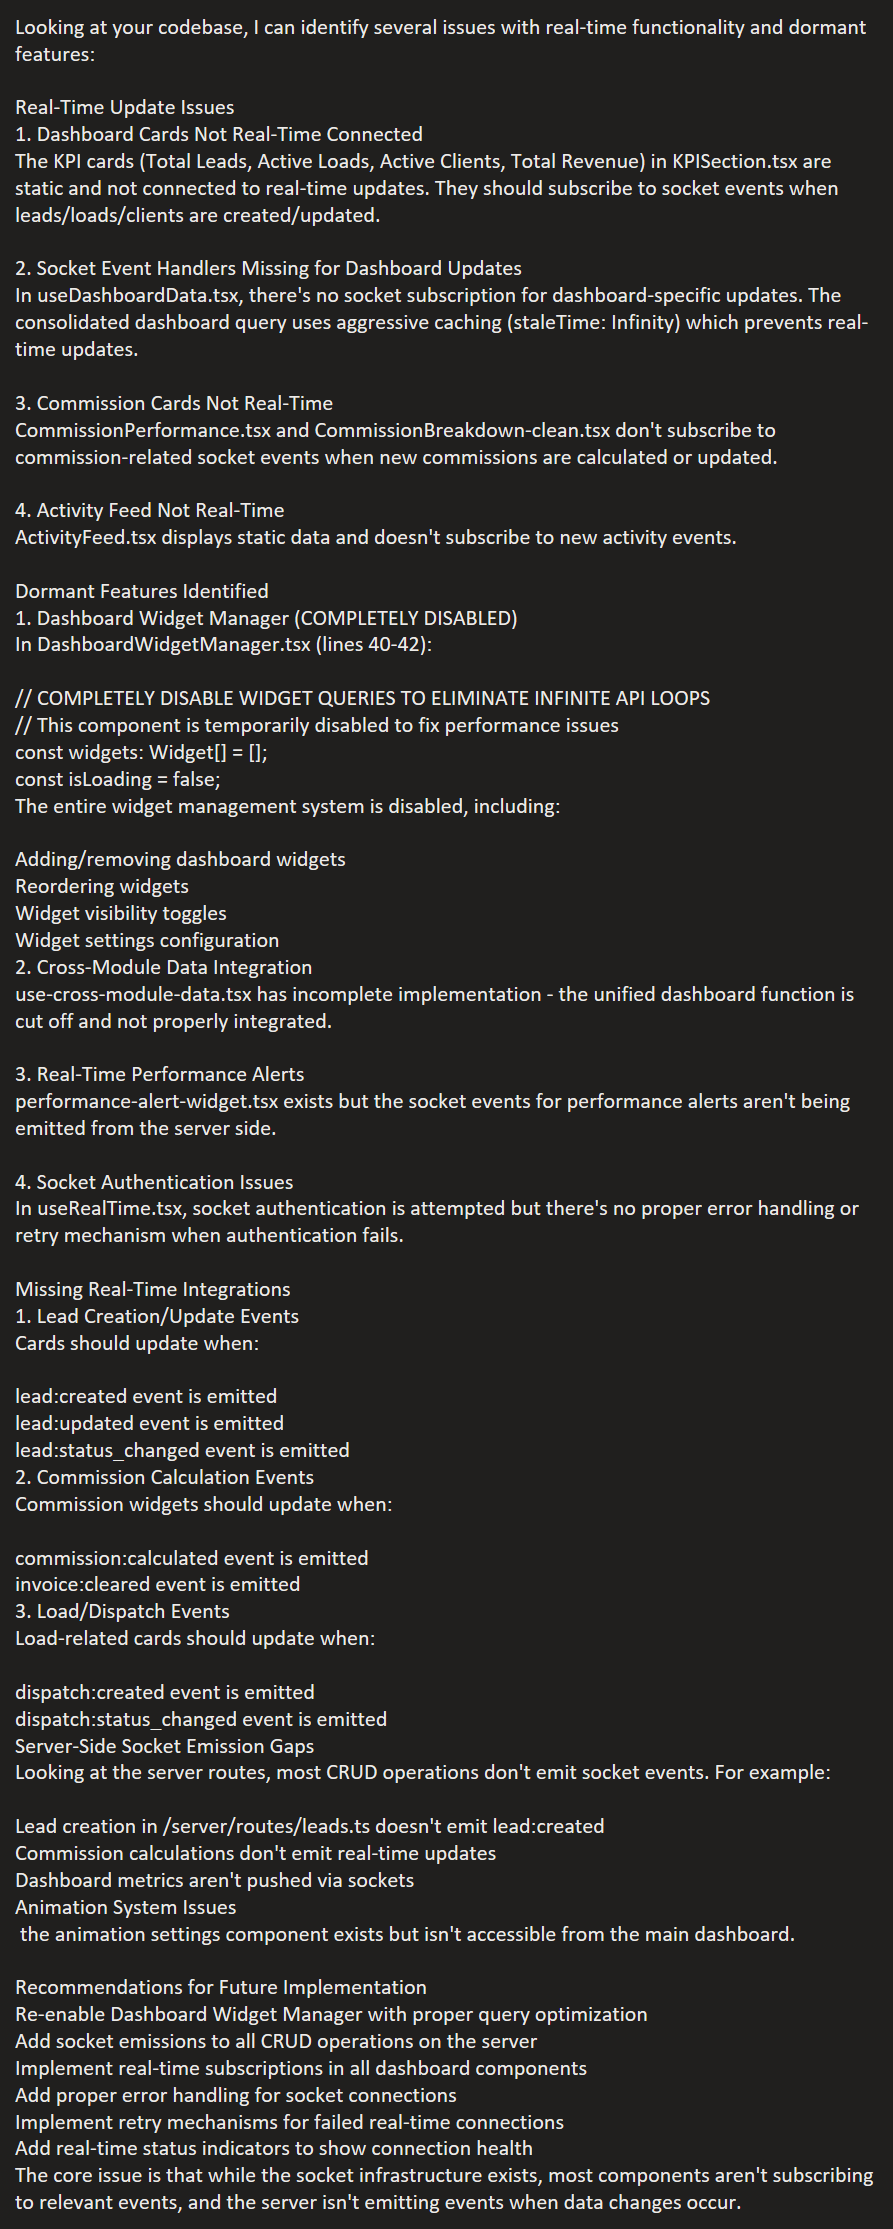 Looking at your codebase, I can identify several issues with real-time functionality and dormant
features:
Real-Time Update Issues
1. Dashboard Cards Not Real-Time Connected
The KPI cards (Total Leads, Active Loads, Active Clients, Total Revenue) in KPISection.tsx are
static and not connected to real-time updates. They should subscribe to socket events when
leads/loads/clients are created/updated.
2. Socket Event Handlers Missing for Dashboard Updates
In useDashboardData.tsx, there's no socket subscription for dashboard-specific updates. The
consolidated dashboard query uses aggressive caching (staleTime: Infinity) which prevents real-
time updates.
3. Commission Cards Not Real-Time
CommissionPerformance.tsx and CommissionBreakdown-clean.tsx don't subscribe to
commission-related socket events when new commissions are calculated or updated.
4. Activity Feed Not Real-Time
ActivityFeed.tsx displays static data and doesn't subscribe to new activity events.
Dormant Features Identified
1. Dashboard Widget Manager (COMPLETELY DISABLED)
In DashboardWidgetManager.tsx (lines 40-42):
// COMPLETELY DISABLE WIDGET QUERIES TO ELIMINATE INFINITE API LOOPS
// This component is temporarily disabled to fix performance issues
const widgets: Widget[] = [];
const isLoading = false;
The entire widget management system is disabled, including:
Adding/removing dashboard widgets
Reordering widgets
Widget visibility toggles
Widget settings configuration
2. Cross-Module Data Integration
use-cross-module-data.tsx has incomplete implementation - the unified dashboard function is
cut off and not properly integrated.
3. Real-Time Performance Alerts
performance-alert-widget.tsx exists but the socket events for performance alerts aren't being
emitted from the server side.
4. Socket Authentication Issues
In useRealTime.tsx, socket authentication is attempted but there's no proper error handling or
retry mechanism when authentication fails.
Missing Real-Time Integrations
1. Lead Creation/Update Events
Cards should update when:
lead:created event is emitted
lead:updated event is emitted
lead:status_changed event is emitted
2. Commission Calculation Events
Commission widgets should update when:
commission:calculated event is emitted
invoice:cleared event is emitted
3. Load/Dispatch Events
Load-related cards should update when:
dispatch:created event is emitted
dispatch:status_changed event is emitted
Server-Side Socket Emission Gaps
Looking at the server routes, most CRUD operations don't emit socket events. For example:
Lead creation in /server/routes/leads.ts doesn't emit lead:created
Commission calculations don't emit real-time updates
Dashboard metrics aren't pushed via sockets
Animation System Issues
the animation settings component exists but isn't accessible from the main dashboard.
Recommendations for Future Implementation
Re-enable Dashboard Widget Manager with proper query optimization
Add socket emissions to all CRUD operations on the server
Implement real-time subscriptions in all dashboard components
Add proper error handling for socket connections
Implement retry mechanisms for failed real-time connections
Add real-time status indicators to show connection health
The core issue is that while the socket infrastructure exists, most components aren't subscribing
to relevant events, and the server isn't emitting events when data changes occur.